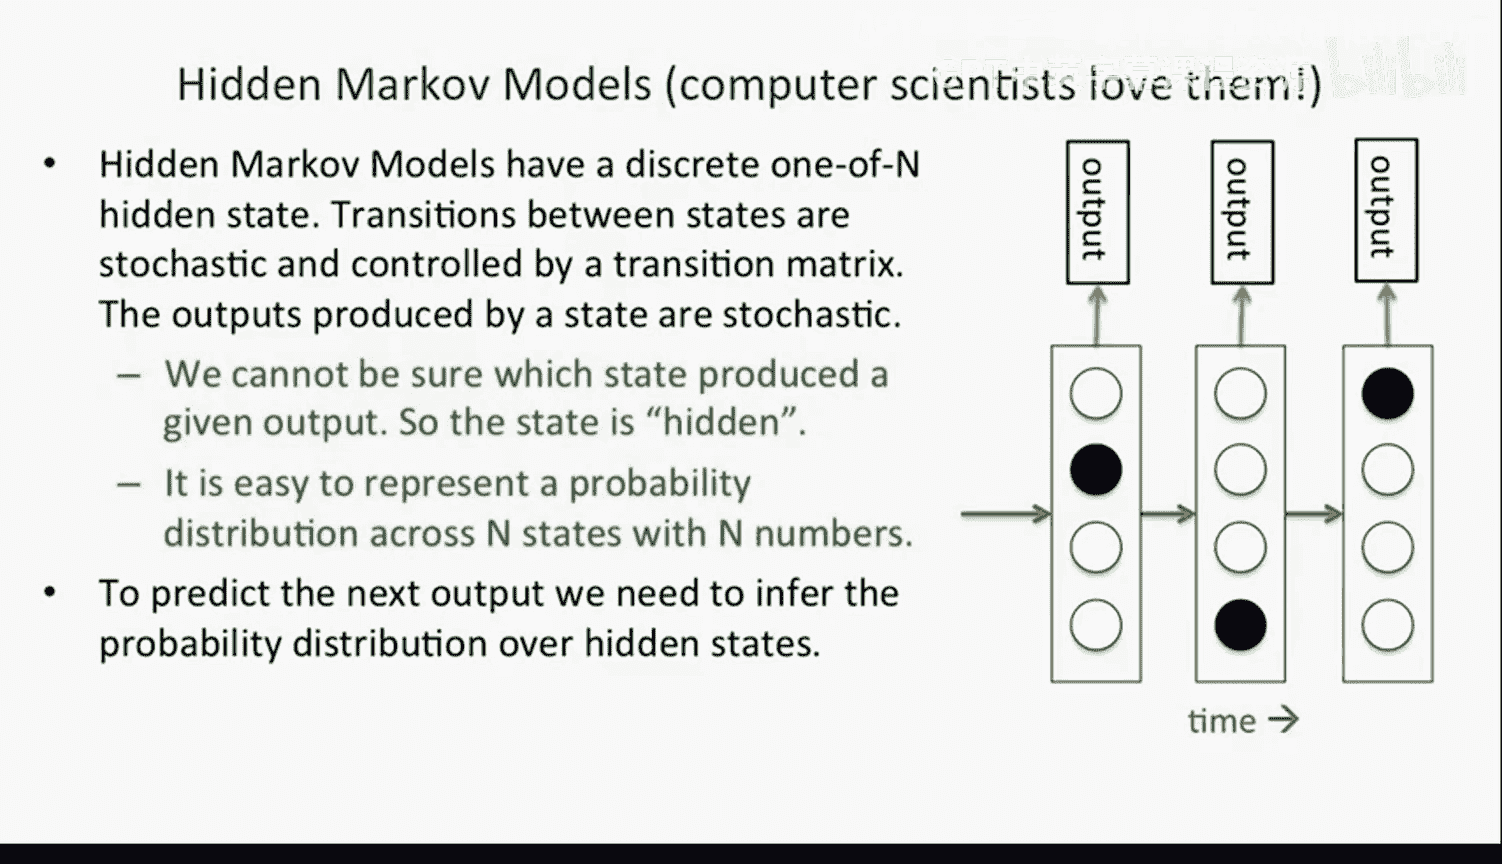 Hidden Markov Models (computer scientists love them!)
• Hidden Markov Models have a discrete one-of-N
hidden state. Transitions between states are
stochastic and controlled by a transition matrix.
The outputs produced by a state are stochastic.
– We cannot be sure which state produced a
given output. So the state is “hidden”.
– It is easy to represent a probability
distribution across N states with N numbers.
• To predict the next output we need to infer the
probability distribution over hidden states.
output
output
output
time →